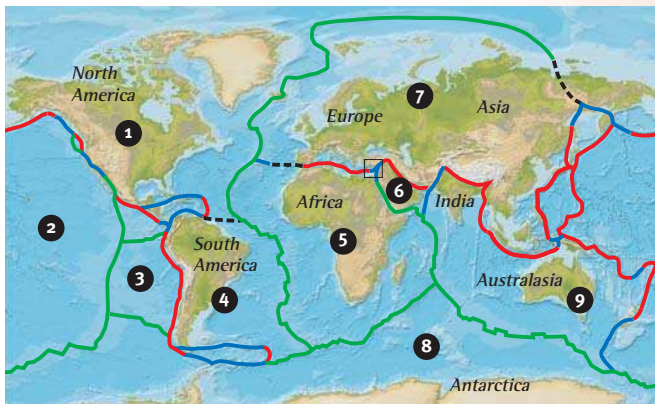 North
America
Europe
Asia
7
1
6
Africa
India
2
South
America
5
3
4
Australasia
9
8
Antarctica